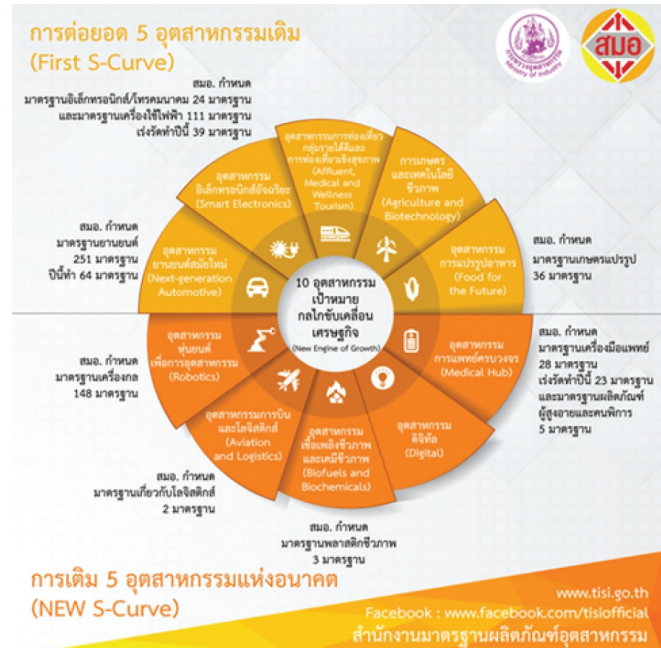 การต่อยอด 5 อุตสาหกรรมเดิม
(First S-Curve)
กระทรวงอุตสาหกรรม
Ministry of Industry
สมอ
สมอ. กำหนด
มาตรฐานอิเล็กทรอนิกส์/โทรคมนาคม 24 มาตรฐาน
และมาตรฐานเครื่องใช้ไฟฟ้า 111 มาตรฐาน
เร่งรัดทำปีนี้ 39 มาตรฐาน
อุตสาหกรรมการท่องเที่ยว
กลุ่มรายได้ดีและ
การท่องเที่ยวเชิงสุขภาพ
(Affluent,
Medical and
Wellness
Tourism)
การเกษตร
และเทคโนโลยี
ชีวภาพ
(Agriculture and
Biotechnology)
อุตสาหกรรม
อิเล็กทรอนิกส์อัจฉริยะ
(Smart Electronics)
สมอ. กำหนด
มาตรฐานยานยนต์
251 มาตรฐาน
ปีนี้ทำ 64 มาตรฐาน
อุตสาหกรรม
ยานยนต์สมัยใหม่
(Next-generation
Automotive)
อุตสาหกรรม
การแปรรูปอาหาร
(Food for
the Future)
สมอ. กำหนด
มาตรฐานเกษตรแปรรูป
36 มาตรฐาน
10 อุตสาหกรรม
เป้าหมาย
กลไกขับเคลื่อน
เศรษฐกิจ
(New Engine of Growth)
สมอ. กำหนด
มาตรฐานเครื่องกล
148 มาตรฐาน
อุตสาหกรรม
หุ่นยนต์
เพื่อการอุตสาหกรรม
(Robotics)
อุตสาหกรรม
การแพทย์ครบวงจร
(Medical Hub)
สมอ. กำหนด
มาตรฐานเครื่องมือแพทย์
28 มาตรฐาน
เร่งรัดทำปีนี้ 23 มาตรฐาน
และมาตรฐานผลิตภัณฑ์
ผู้สูงอายุและคนพิการ
5 มาตรฐาน
อุตสาหกรรมการบิน
และโลจิสติกส์
(Aviation
and Logistics)
อุตสาหกรรม
เชื้อเพลิงชีวภาพ
และเคมีชีวภาพ
(Biofuels and
Biochemicals)
อุตสาหกรรม
ดิจิทัล
(Digital)
สมอ. กำหนด
มาตรฐานเกี่ยวกับโลจิสติกส์
2 มาตรฐาน
สมอ. กำหนด
มาตรฐานพลาสติกชีวภาพ
3 มาตรฐาน
การเติม 5 อุตสาหกรรมแห่งอนาคต
(NEW S-Curve)
www.tisi.go.th
Facebook : www.facebook.com/tisiofficial
สำนักงานมาตรฐานผลิตภัณฑ์อุตสาหกรรม